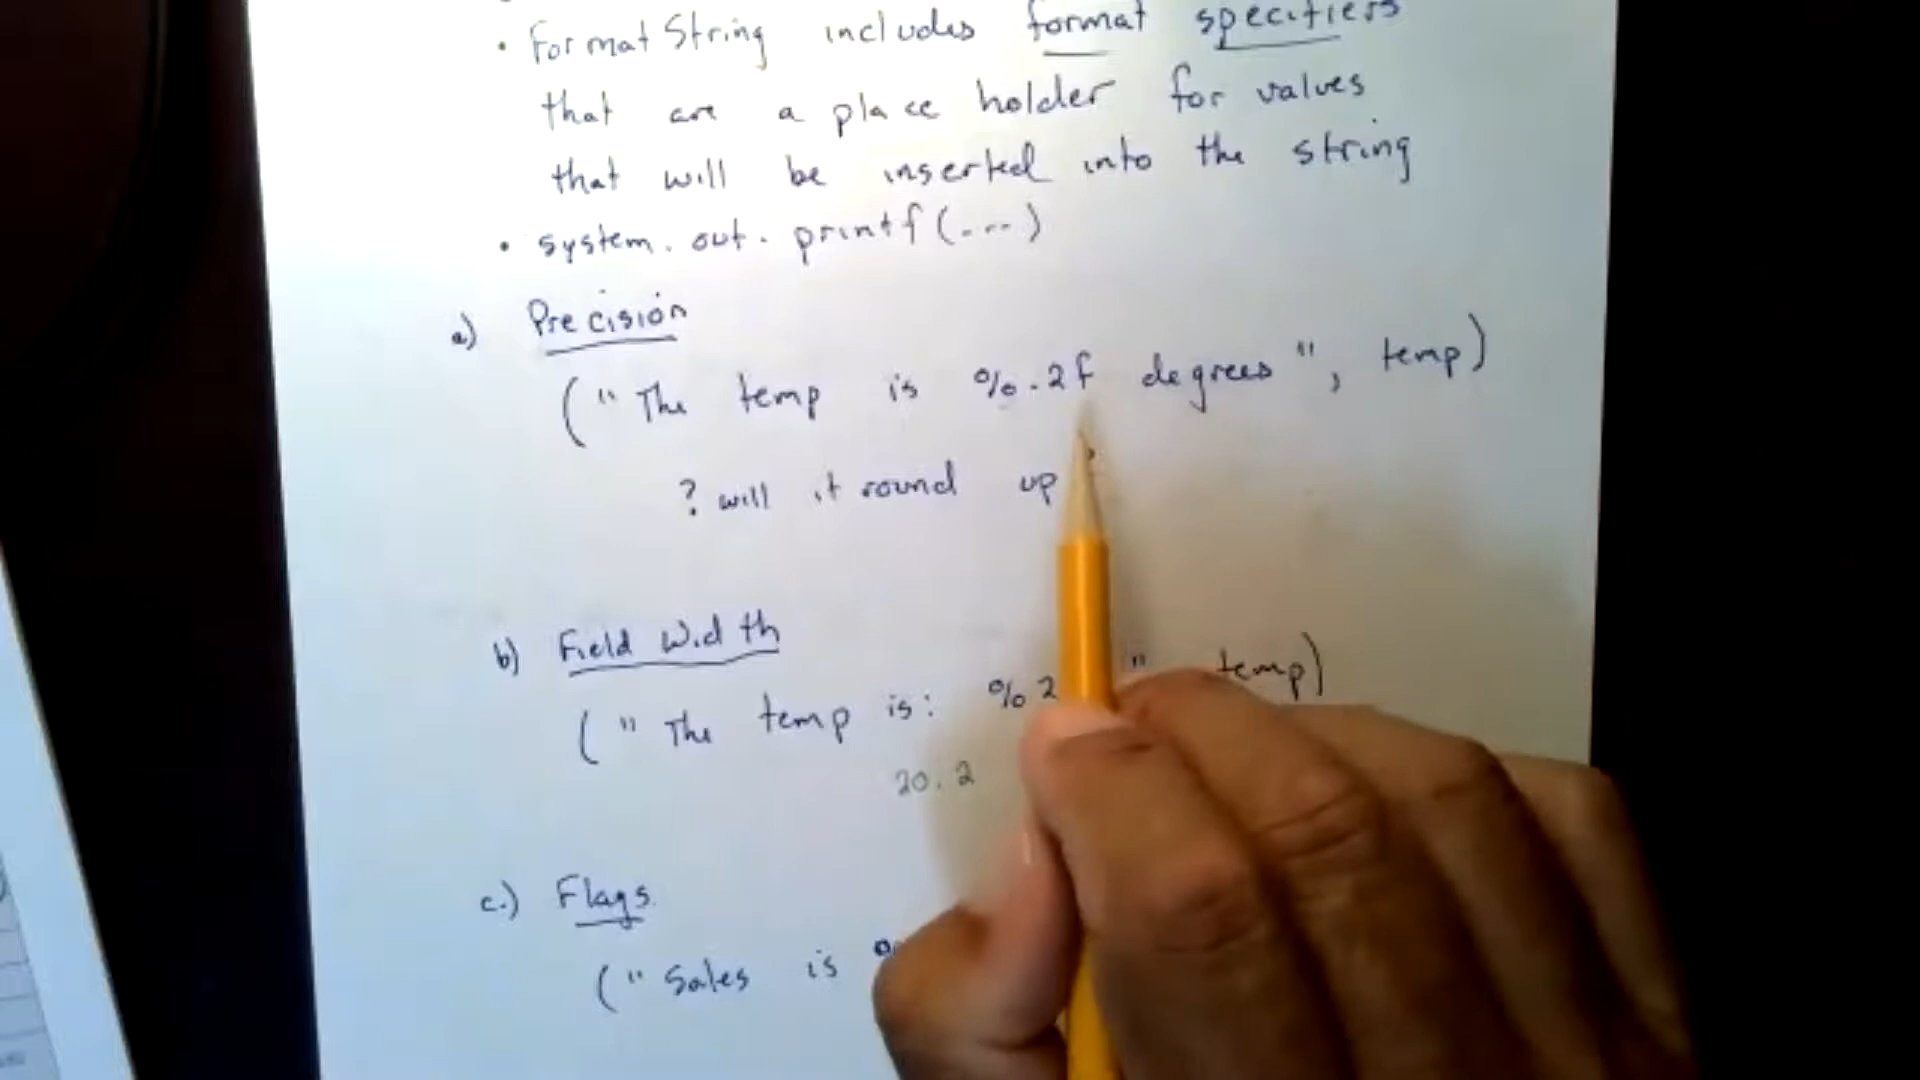 • Format String includes format specifiers
that are a place holder for values
that will be inserted into the string
• system.out.printf(...)
a) Precision
("The temp is %.2f degrees", temp)
? will it round up
b) Field Width
("The temp is: %2 " temp)
20.2
c.) Flags
("Sales is %